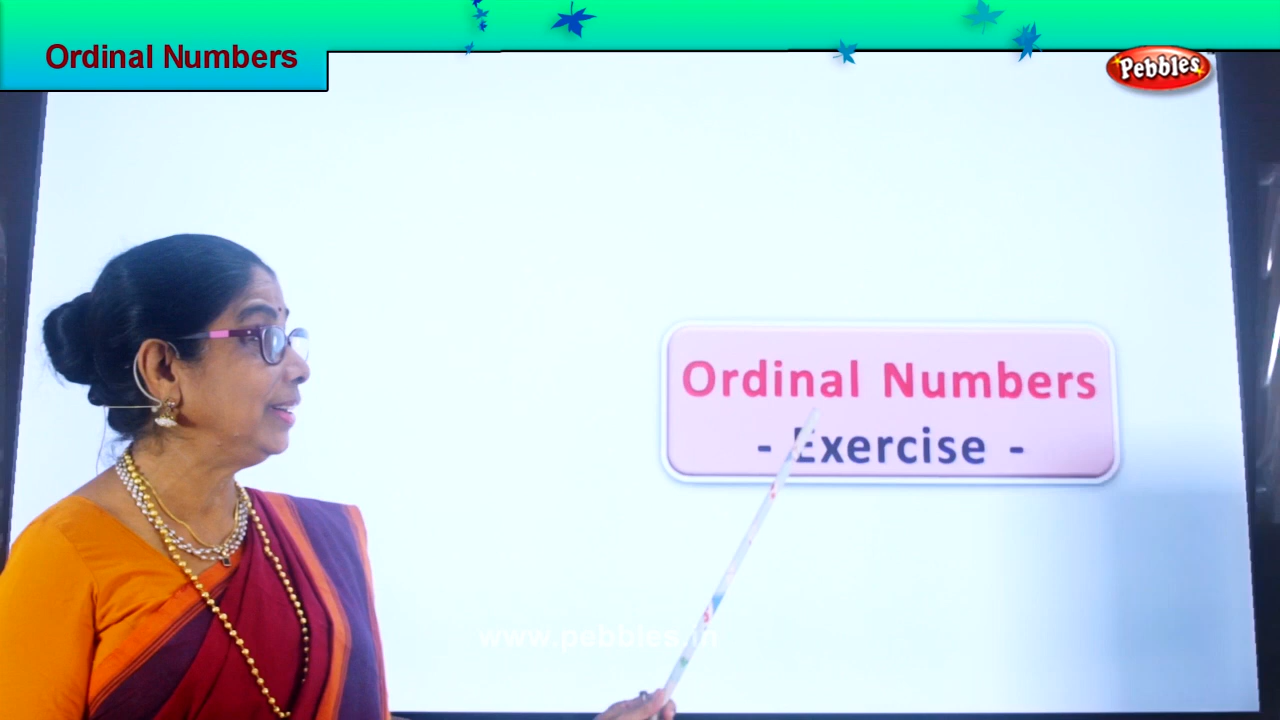 Ordinal Numbers
Pebbles
Ordinal Numbers
- Exercise -
www.pebbles.in